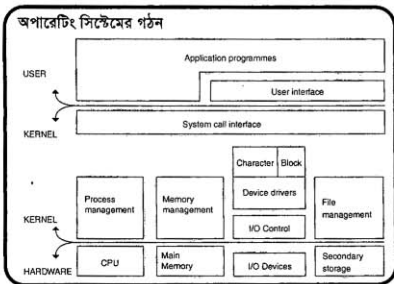 অপারেটিং সিস্টেমের গঠন
Application programmes
USER
User interface
KERNEL
System call interface
Character Block
Process management
Memory management
Device drivers
File management
KERNEL
I/O Control
HARDWARE
CPU
Main Memory
I/O Devices
Secondary storage